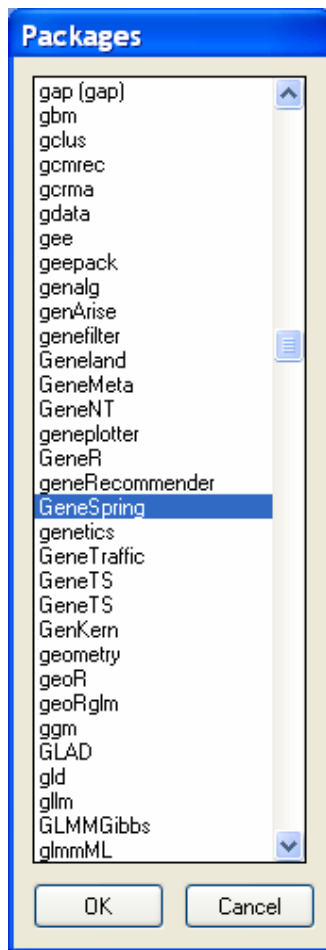 Packages
gap (gap)
gbm
gclus
gcmrec
gcrma
gdata
gee
geepack
genalg
genArise
genefilter
Geneland
GeneMeta
GeneNT
geneplotter
GeneR
geneRecommender
GeneSpring
genetics
GeneTraffic
GeneTS
GeneTS
GenKern
geometry
geoR
geoRglm
ggm
GLAD
gld
gllm
GLMMGibbs
glmmML
OK Cancel